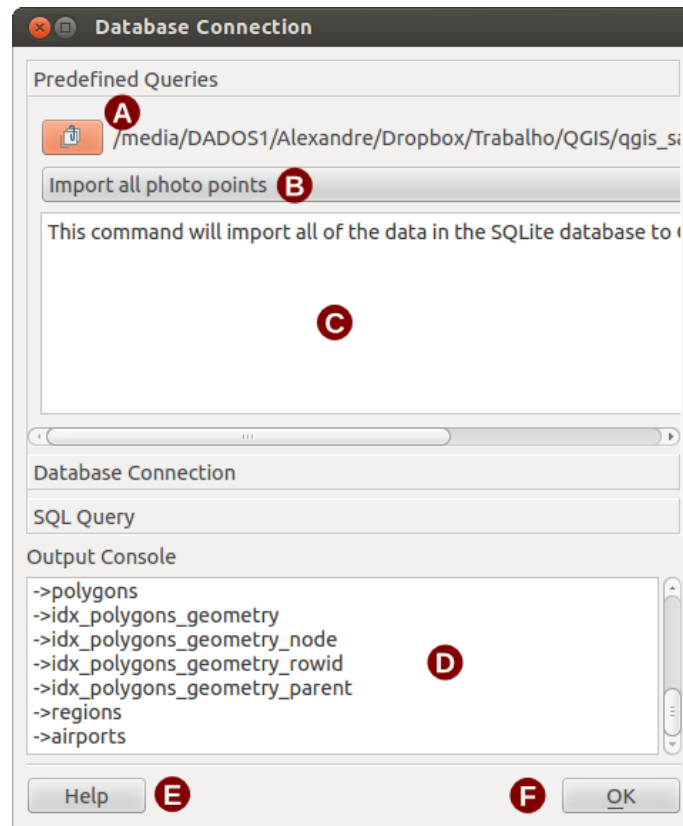 Database Connection
Predefined Queries
A
/media/DADOS1/Alexandre/Dropbox/Trabalho/QGIS/qgis_sa
Import all photo points B
This command will import all of the data in the SQLite database to
C
Database Connection
SQL Query
Output Console
->polygons
->idx_polygons_geometry
->idx_polygons_geometry_node
->idx_polygons_geometry_rowid
->idx_polygons_geometry_parent
->regions
->airports
D
Help E F OK